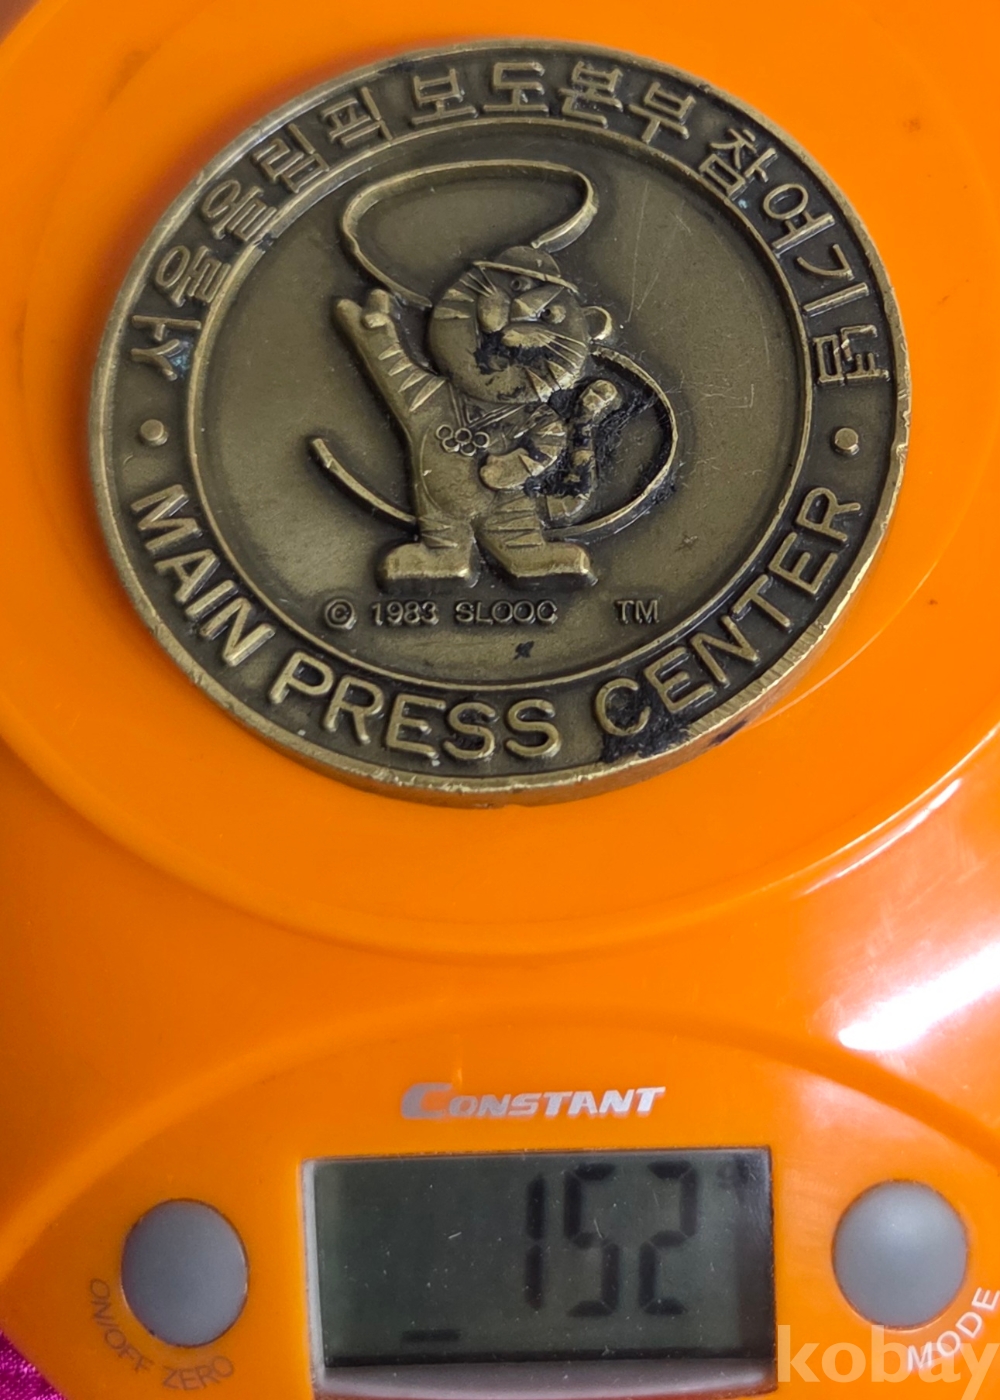 서울올림픽 보도본부 참여기념
MAIN PRESS CENTER
© 1983 SLOOC TM
CONSTANT
152 g
ON/OFF ZERO
MODE
kobay